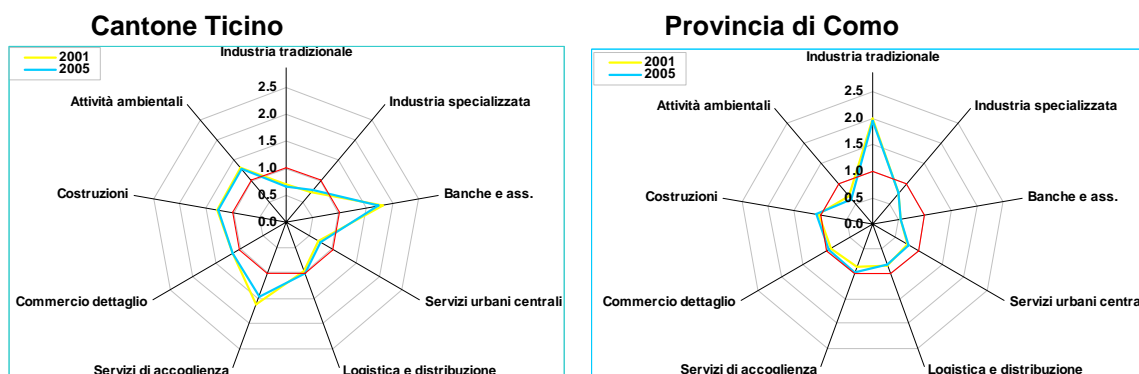 Cantone Ticino
2001
2005
Industria tradizionale
2.5
2.0
1.5
1.0
0.5
0.0
Industria specializzata
Banche e ass.
Servizi urbani centrali
Logistica e distribuzione
Servizi di accoglienza
Commercio dettaglio
Costruzioni
Attività ambientali
Provincia di Como
2001
2005
Industria tradizionale
2.5
2.0
1.5
1.0
0.5
0.0
Industria specializzata
Banche e ass.
Servizi urbani centra
Logistica e distribuzione
Servizi di accoglienza
Commercio dettaglio
Costruzioni
Attività ambientali